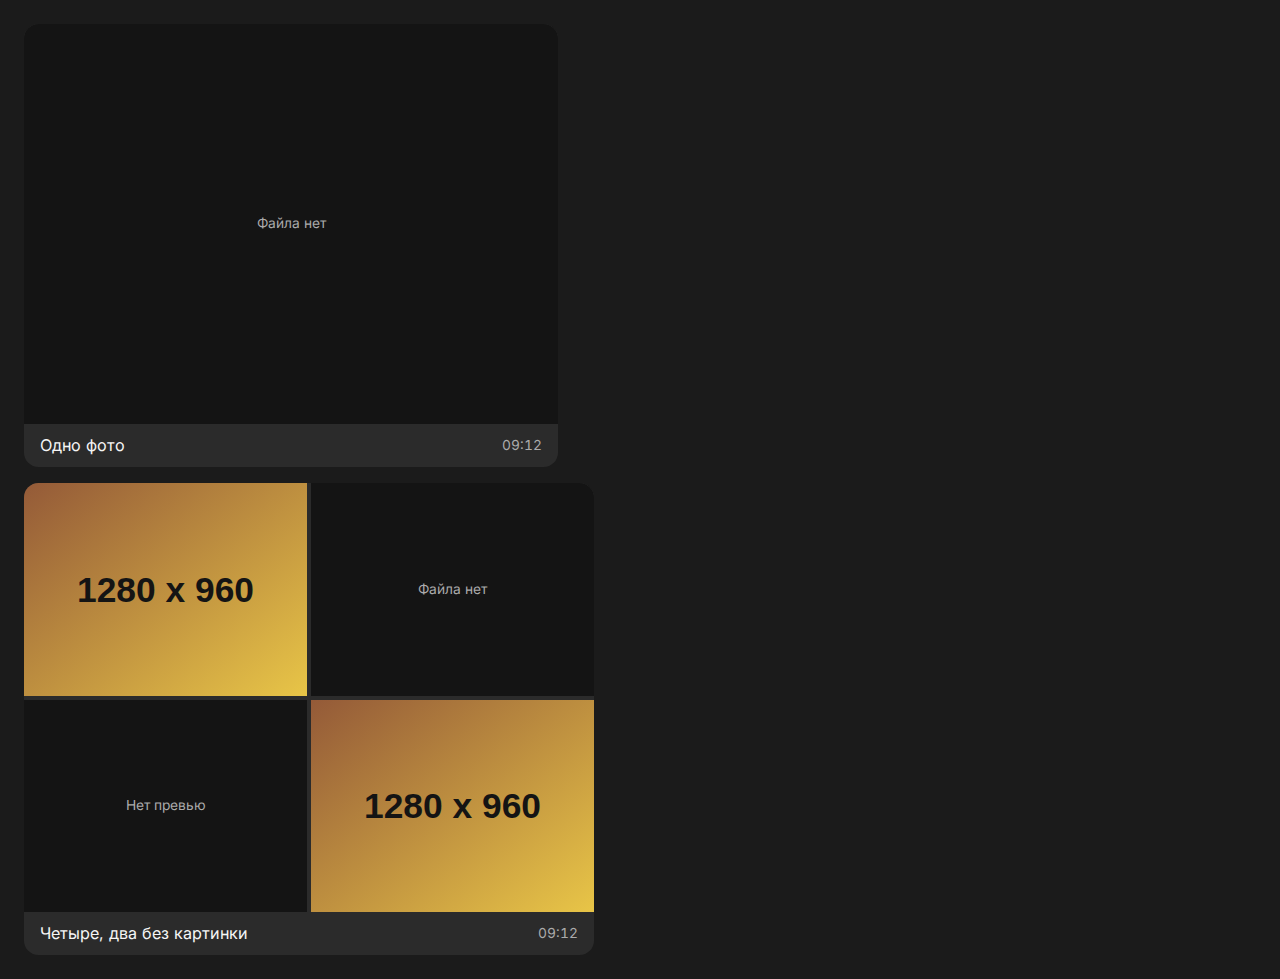 Файла нет
Одно фото 09:12
1280 x 960
Файла нет
Нет превью
1280 x 960
Четыре, два без картинки 09:12